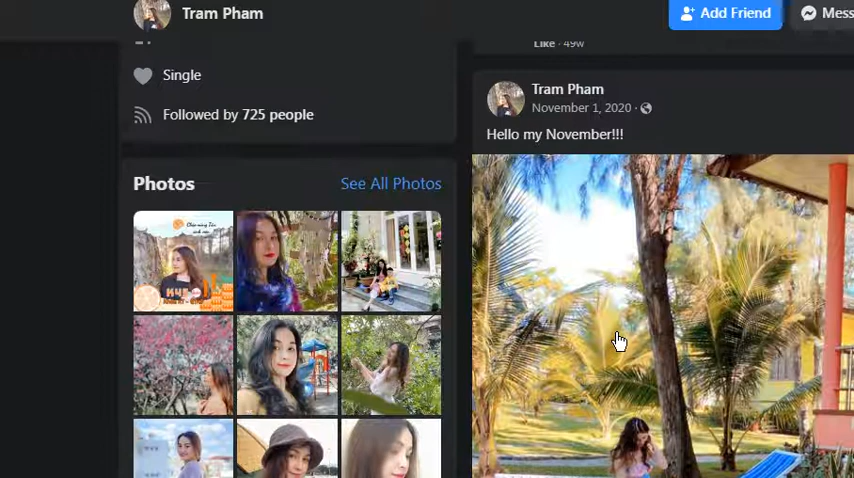 Tram Pham
Add Friend
Mess
Single
Followed by 725 people
Photos
See All Photos
Like · 49w
Tram Pham
November 1, 2020 ·
Hello my November!!!